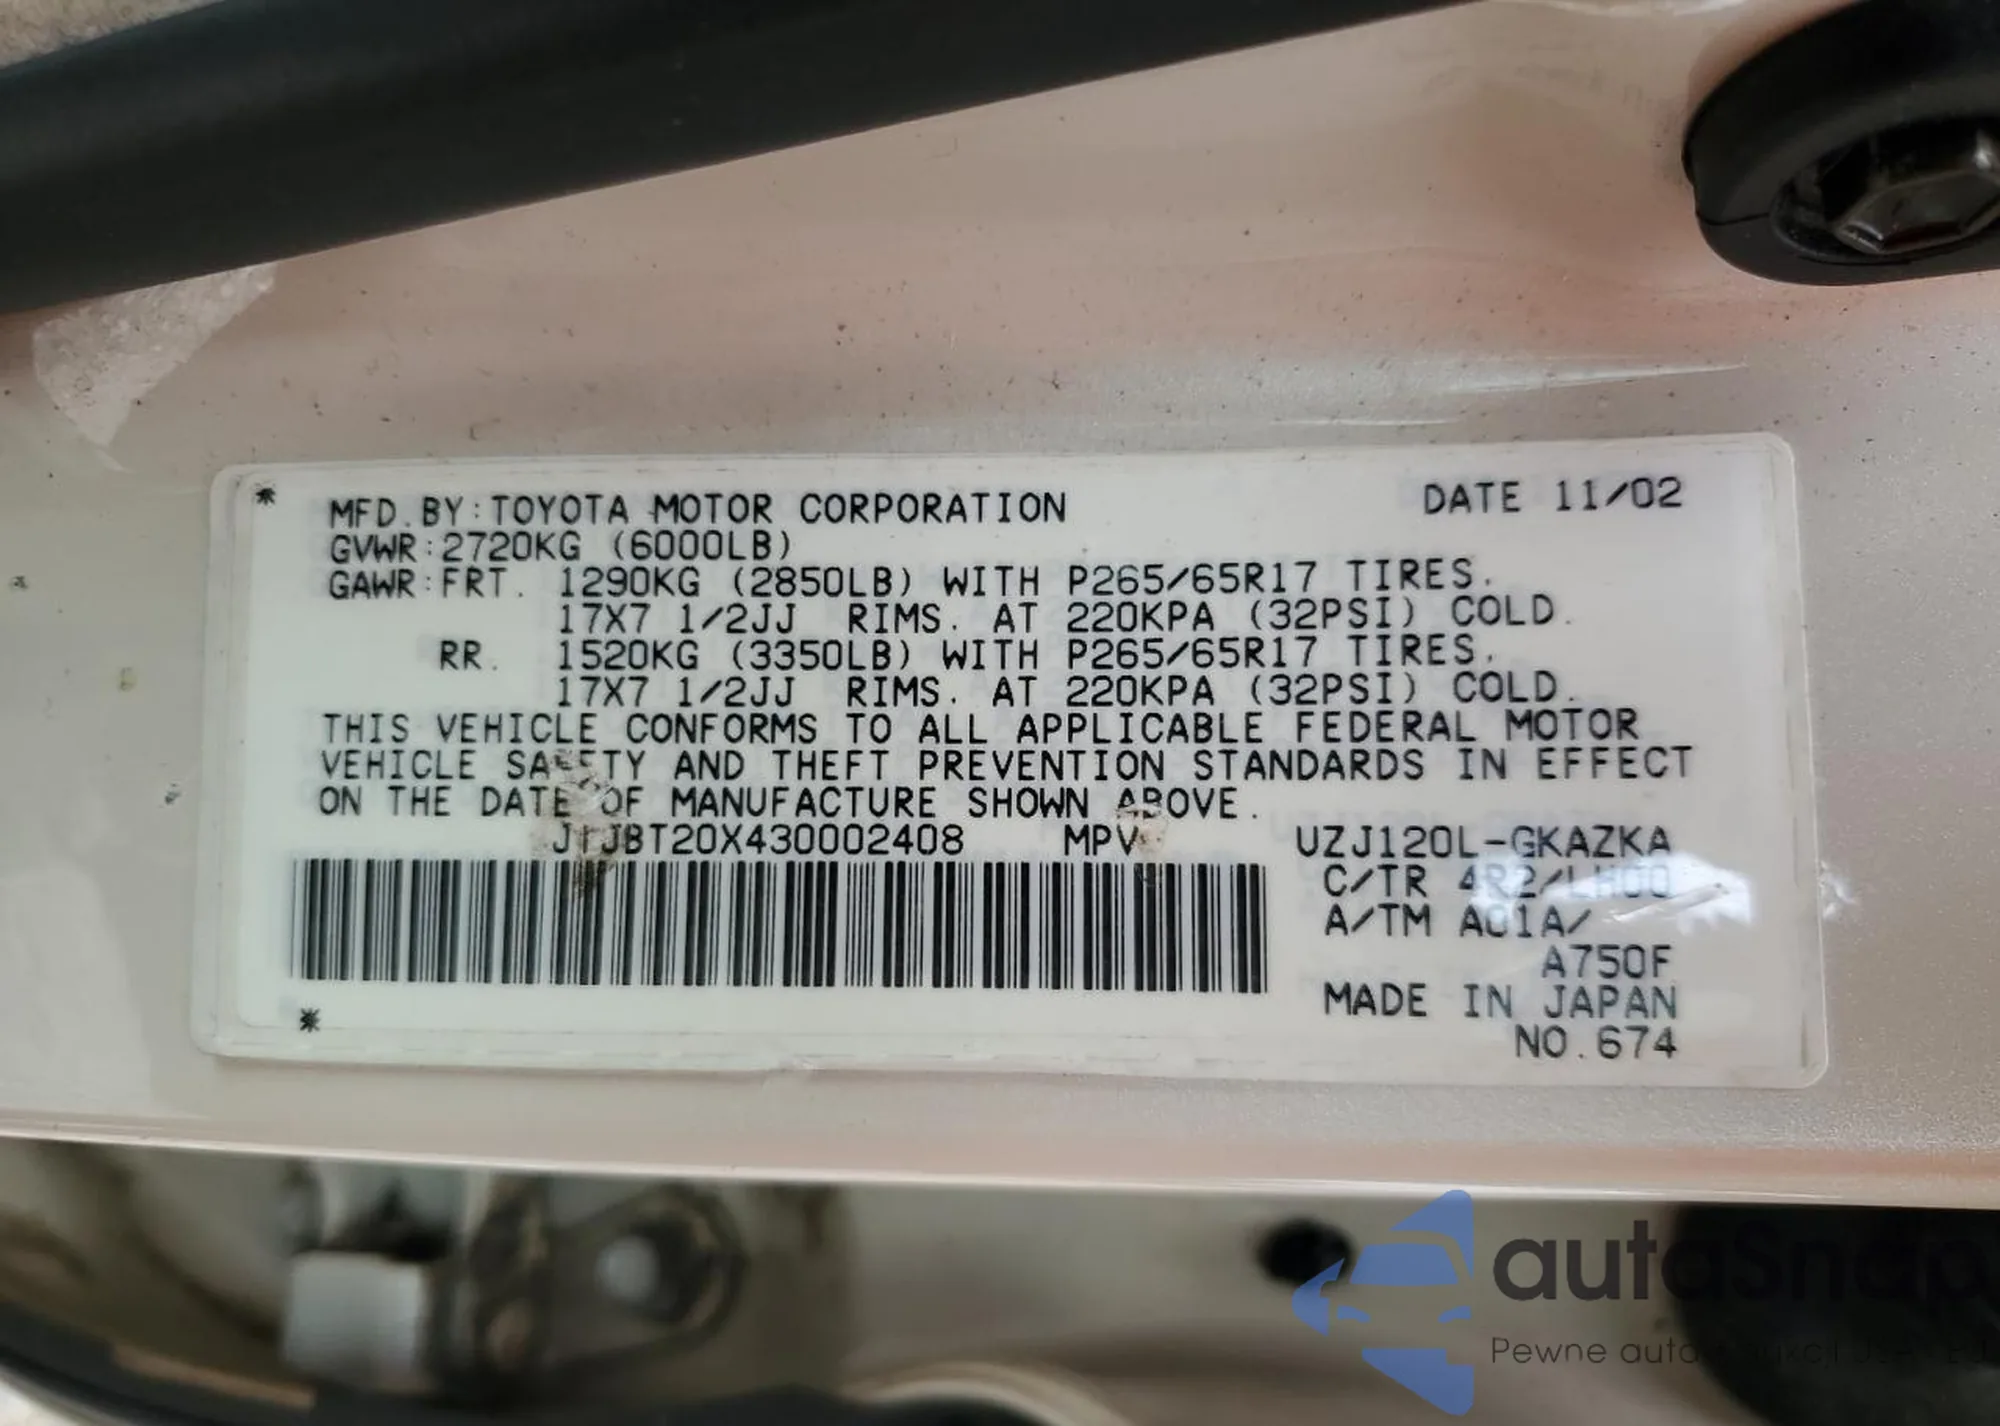 * MFD.BY:TOYOTA MOTOR CORPORATION DATE 11/02
GVWR:2720KG (6000LB)
GAWR:FRT. 1290KG (2850LB) WITH P265/65R17 TIRES.
17X7 1/2JJ RIMS. AT 220KPA (32PSI) COLD.
RR. 1520KG (3350LB) WITH P265/65R17 TIRES.
17X7 1/2JJ RIMS. AT 220KPA (32PSI) COLD.
THIS VEHICLE CONFORMS TO ALL APPLICABLE FEDERAL MOTOR
VEHICLE SAFETY AND THEFT PREVENTION STANDARDS IN EFFECT
ON THE DATE OF MANUFACTURE SHOWN ABOVE.
JTJBT20X430002408 MPV UZJ120L-GKAZKA
C/TR 4R2/LH00
A/TM A01A/
A750F
MADE IN JAPAN
* NO.674
autaSnap
Pewne auta